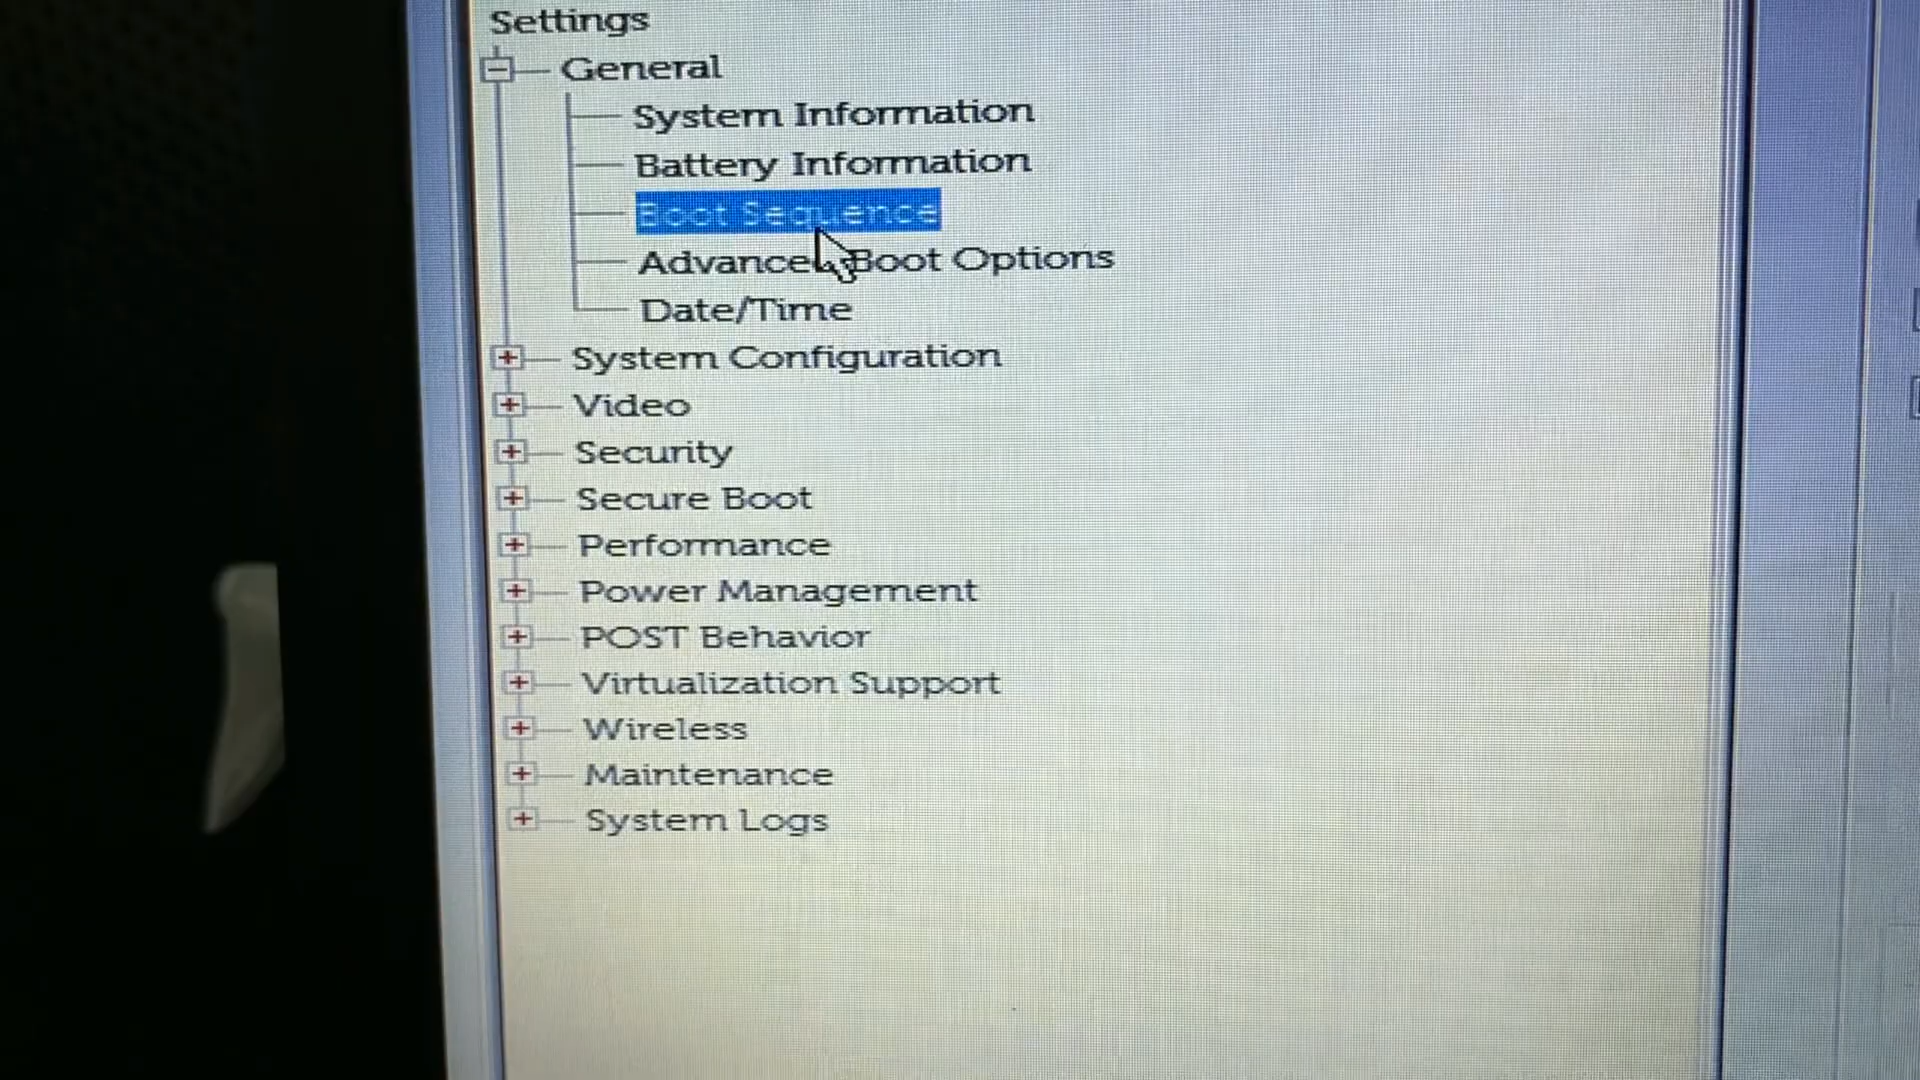 Settings
General
System Information
Battery Information
Boot Sequence
Advanced Boot Options
Date/Time
System Configuration
Video
Security
Secure Boot
Performance
Power Management
POST Behavior
Virtualization Support
Wireless
Maintenance
System Logs